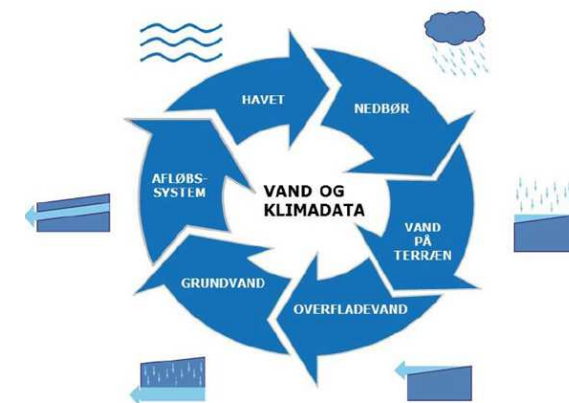 HAVET
NEDBØR
VAND
PÅ
TERRÆN
OVERFLADEVAND
GRUNDVAND
AFLØBS-
SYSTEM
VAND OG
KLIMADATA